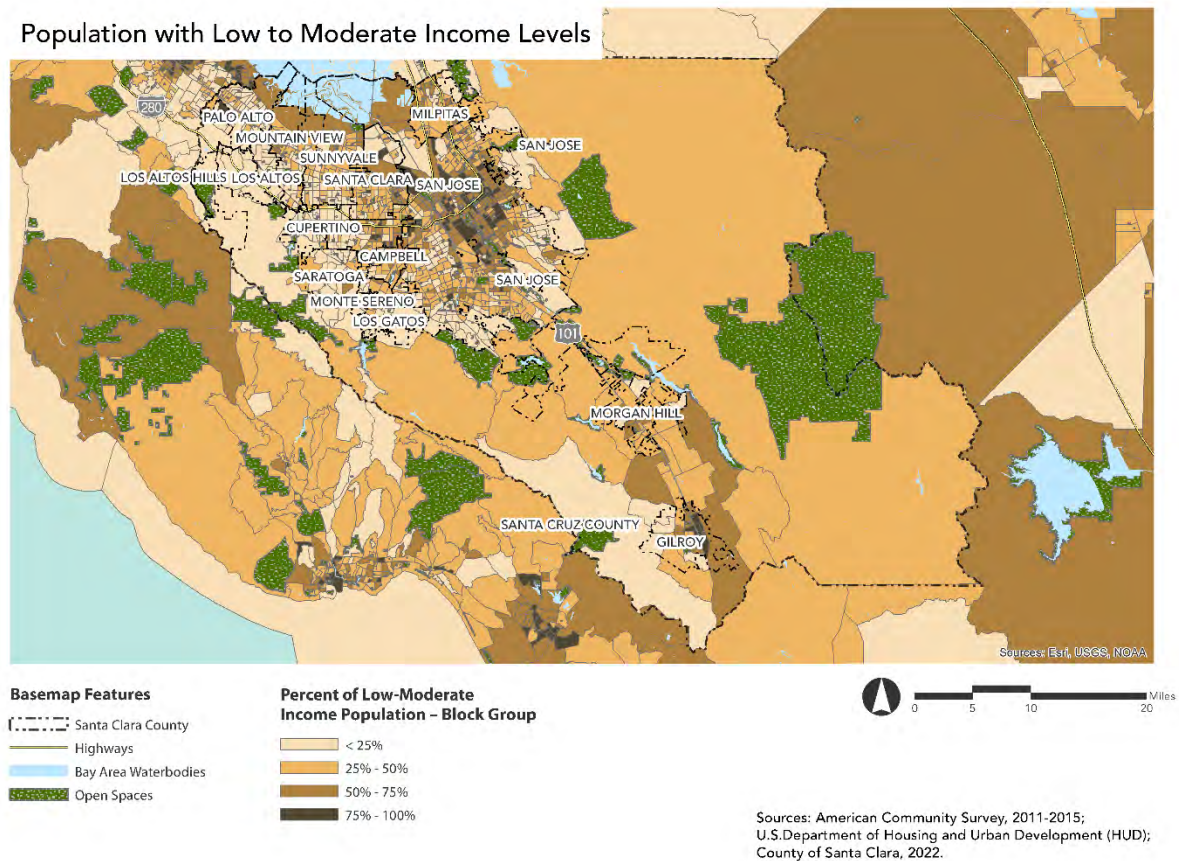 Population with Low to Moderate Income Levels
280
PALO ALTO
MILPITAS
MOUNTAIN VIEW
SAN JOSE
SUNNYVALE
LOS ALTOS HILLS
LOS ALTOS
SANTA CLARA
SAN JOSE
CUPERTINO
CAMPBELL
SARATOGA
SAN JOSE
MONTE SERENO
LOS GATOS
101
MORGAN HILL
SANTA CRUZ COUNTY
GILROY
Sources: Esri, USGS, NOAA
Basemap Features
Santa Clara County
Highways
Bay Area Waterbodies
Open Spaces
Percent of Low-Moderate
Income Population – Block Group
< 25%
25% - 50%
50% - 75%
75% - 100%
Miles
0 5 10 20
Sources: American Community Survey, 2011-2015;
U.S.Department of Housing and Urban Development (HUD);
County of Santa Clara, 2022.